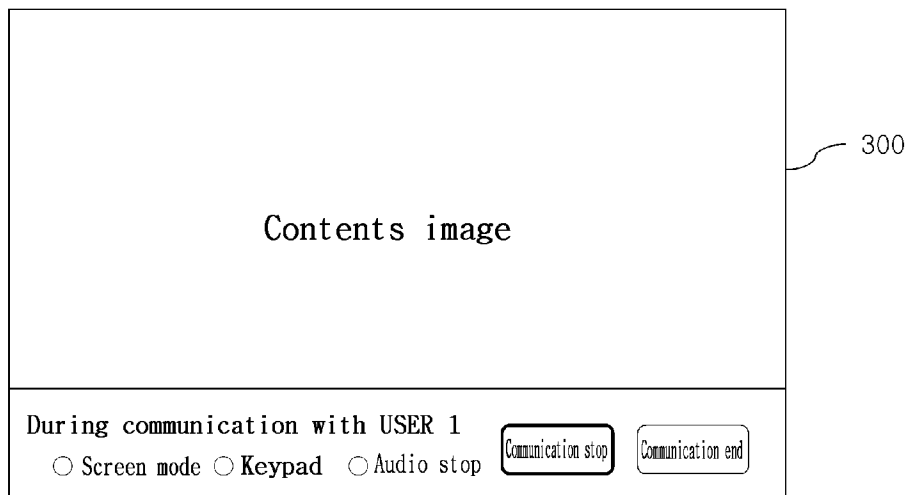 300
Contents image
During communication with USER 1
Communication stop
Communication end
Screen mode
Keypad
Audio stop